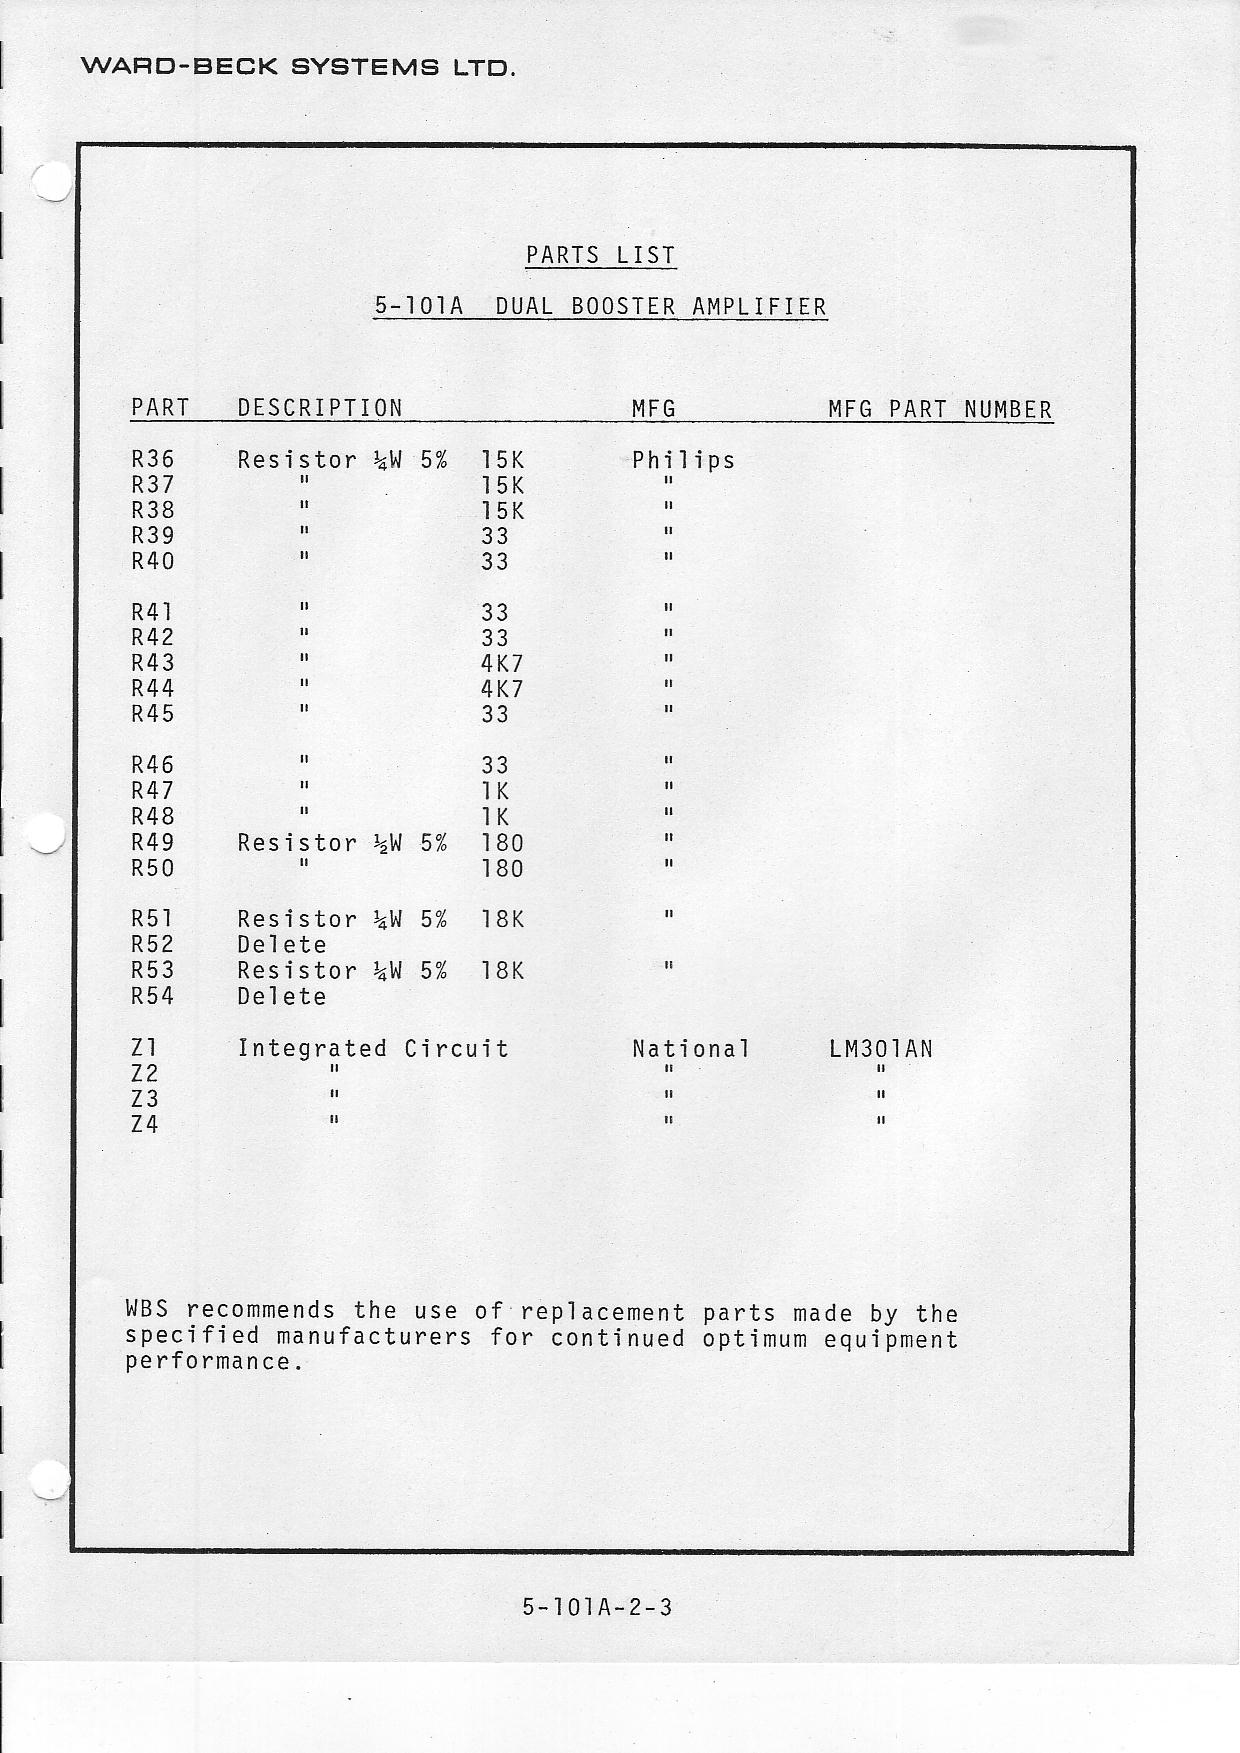 WARD-BECK SYSTEMS LTD.
PARTS LIST
5-101A DUAL BOOSTER AMPLIFIER
PART DESCRIPTION MFG MFG PART NUMBER
R36 Resistor ¼W 5% 15K Philips
R37 " 15K "
R38 " 15K "
R39 " 33 "
R40 " 33 "
R41 " 33 "
R42 " 33 "
R43 " 4K7 "
R44 " 4K7 "
R45 " 33 "
R46 " 33 "
R47 " 1K "
R48 " 1K "
R49 Resistor ½W 5% 180 "
R50 " 180 "
R51 Resistor ¼W 5% 18K "
R52 Delete
R53 Resistor ¼W 5% 18K "
R54 Delete
Z1 Integrated Circuit National LM301AN
Z2 " " "
Z3 " " "
Z4 " " "
WBS recommends the use of replacement parts made by the
specified manufacturers for continued optimum equipment
performance.
5-101A-2-3